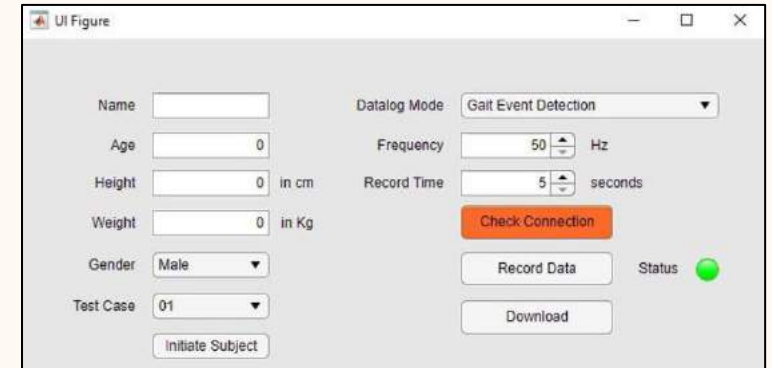 UI Figure
Name
Age 0
Height 0 in cm
Weight 0 in Kg
Gender Male
Test Case 01
Initiate Subject
Datalog Mode Gait Event Detection
Frequency 50 Hz
Record Time 5 seconds
Check Connection
Record Data Status
Download